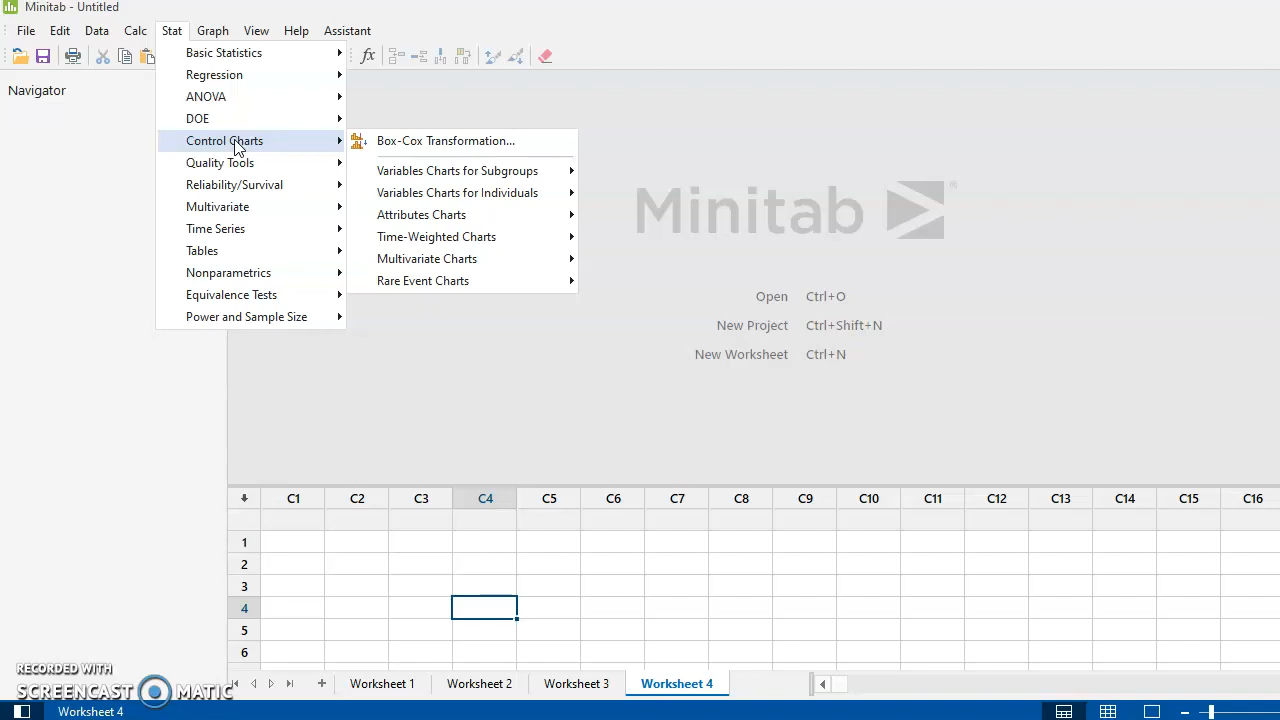 Minitab - Untitled
File Edit Data Calc Stat Graph View Help Assistant
fx
Navigator
Basic Statistics
Regression
ANOVA
DOE
Control Charts
Quality Tools
Reliability/Survival
Multivariate
Time Series
Tables
Nonparametrics
Equivalence Tests
Power and Sample Size
Box-Cox Transformation...
Variables Charts for Subgroups
Variables Charts for Individuals
Attributes Charts
Time-Weighted Charts
Multivariate Charts
Rare Event Charts
Minitab®
Open Ctrl+O
New Project Ctrl+Shift+N
New Worksheet Ctrl+N
C1 C2 C3 C4 C5 C6 C7 C8 C9 C10 C11 C12 C13 C14 C15 C16
1
2
3
4
5
6
RECORDED WITH
SCREENCAST MATIC
Worksheet 1 Worksheet 2 Worksheet 3 Worksheet 4
Worksheet 4